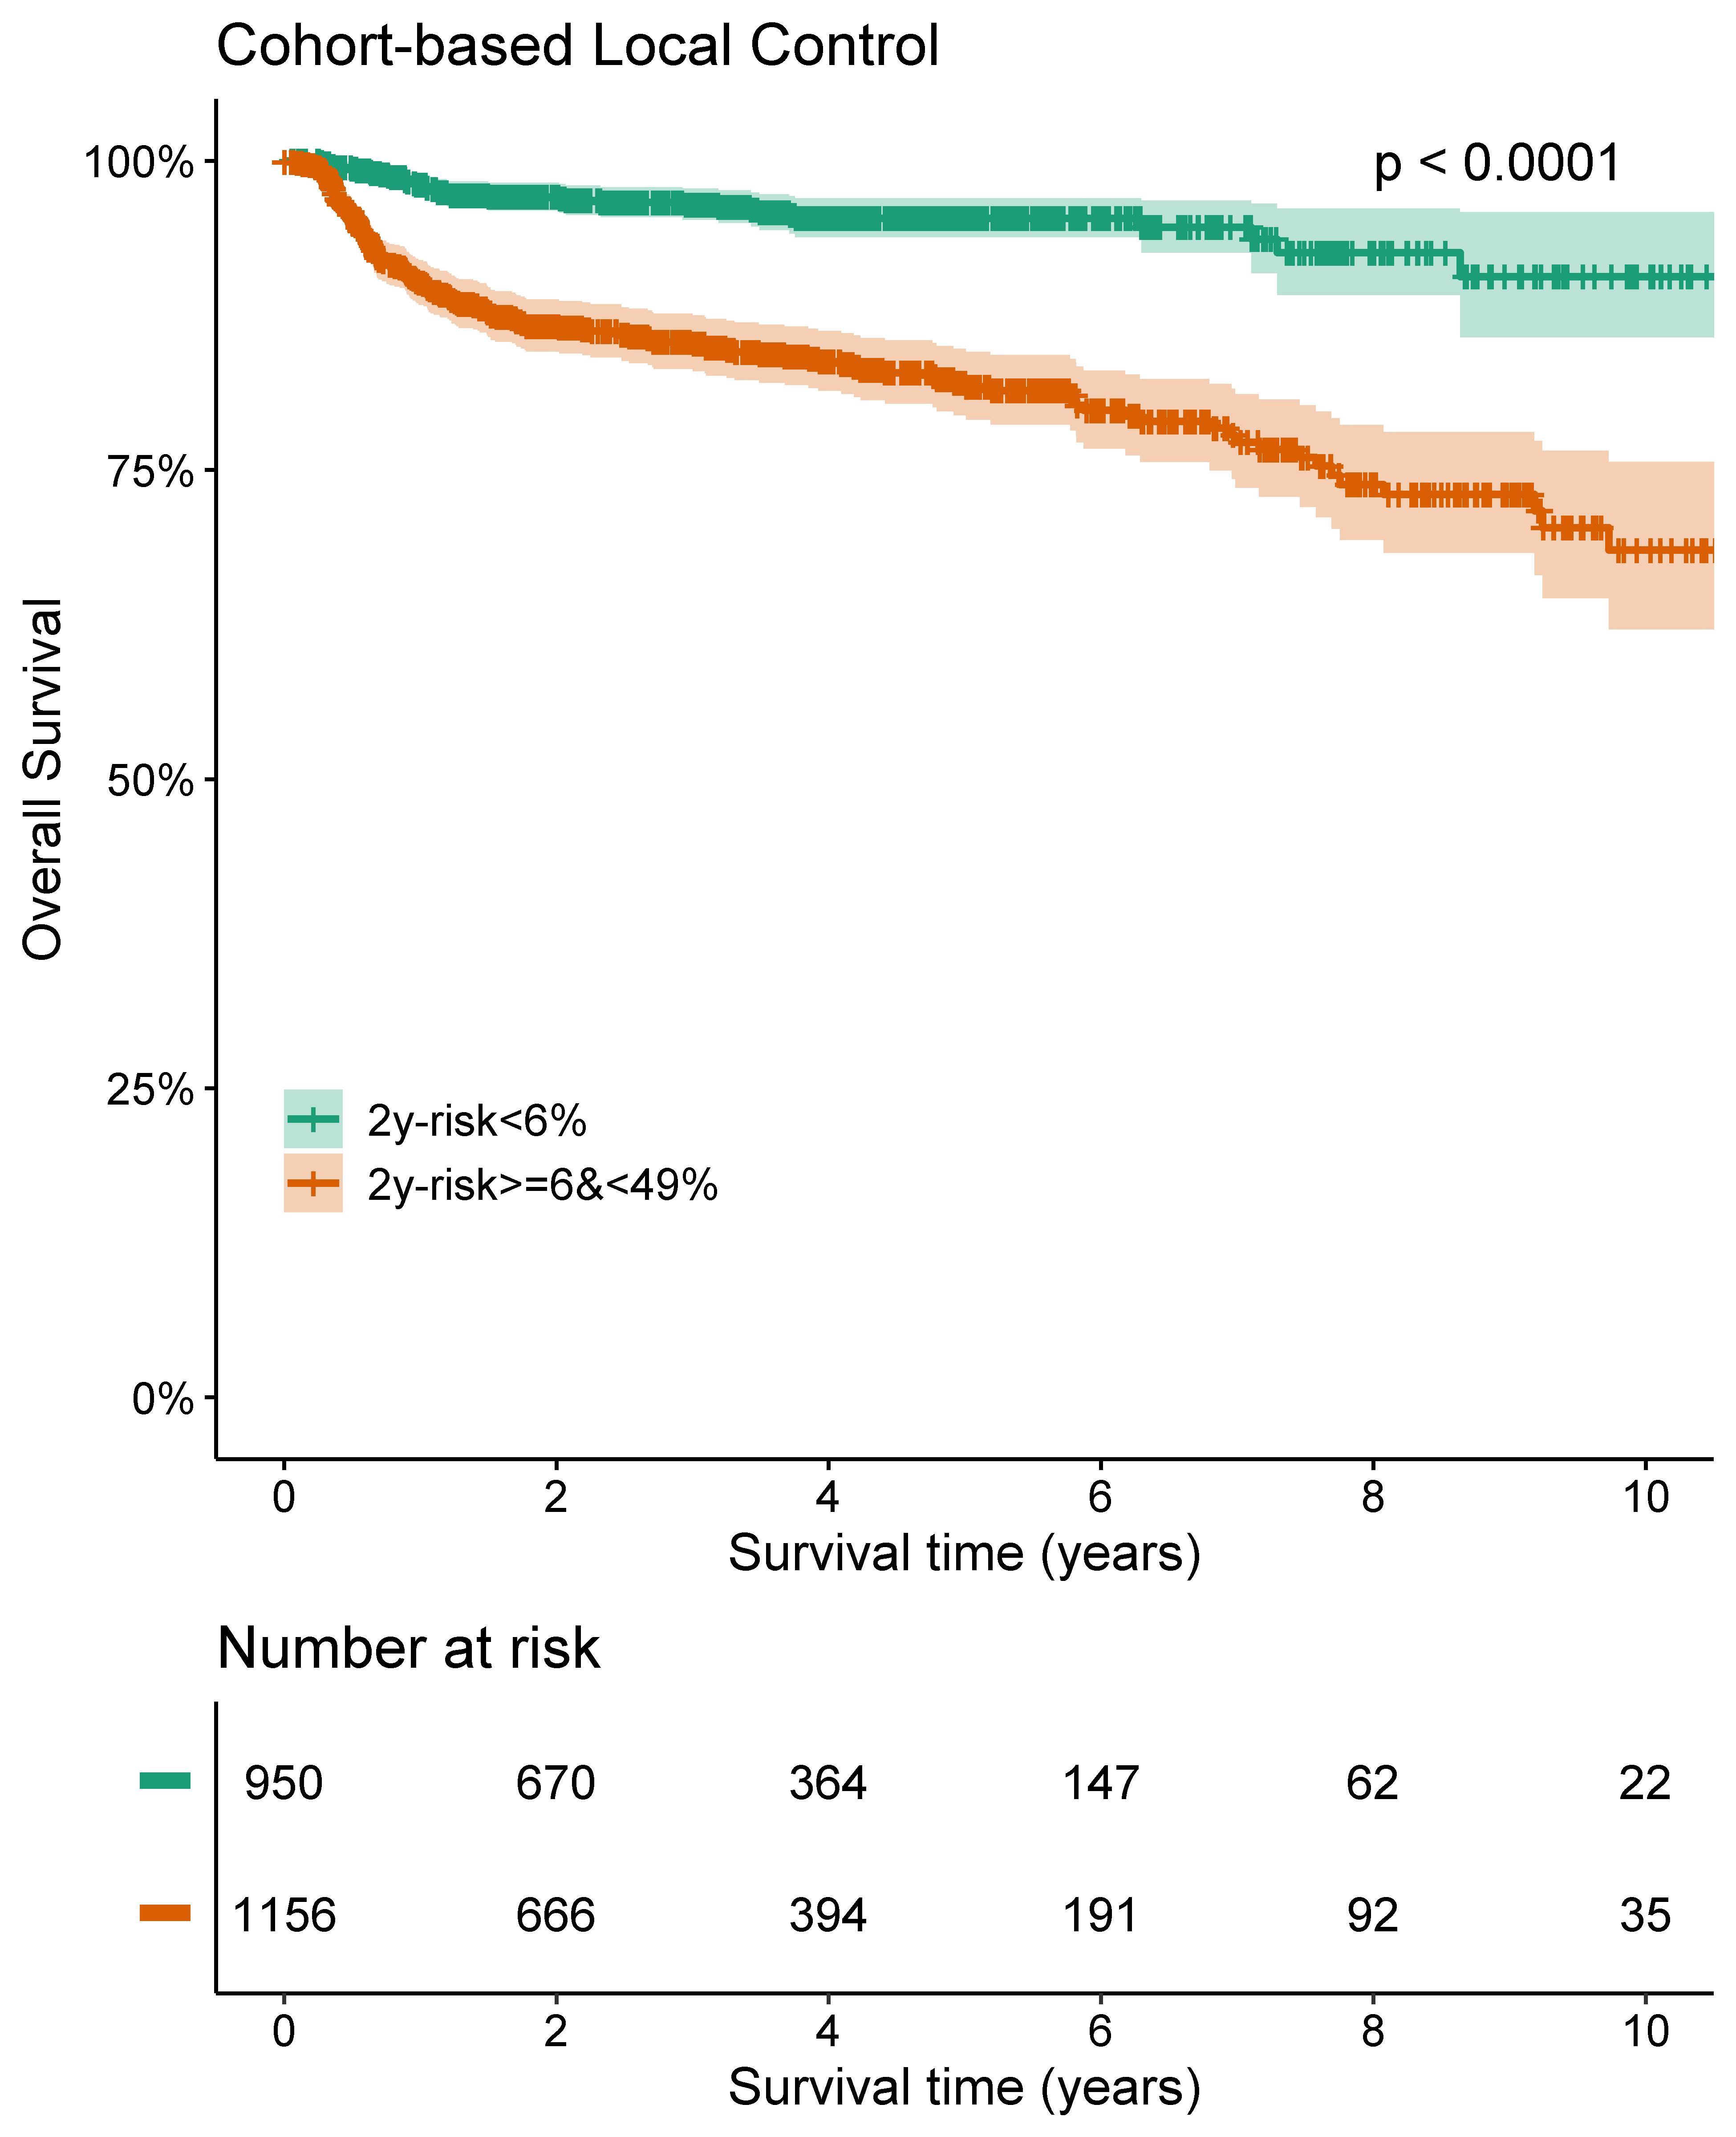 Cohort-based Local Control
p < 0.0001
Overall Survival
100%
75%
50%
25%
0%
2y-risk<6%
2y-risk>=6&<49%
0 2 4 6 8 10
Survival time (years)
Number at risk
950 670 364 147 62 22
1156 666 394 191 92 35
0 2 4 6 8 10
Survival time (years)